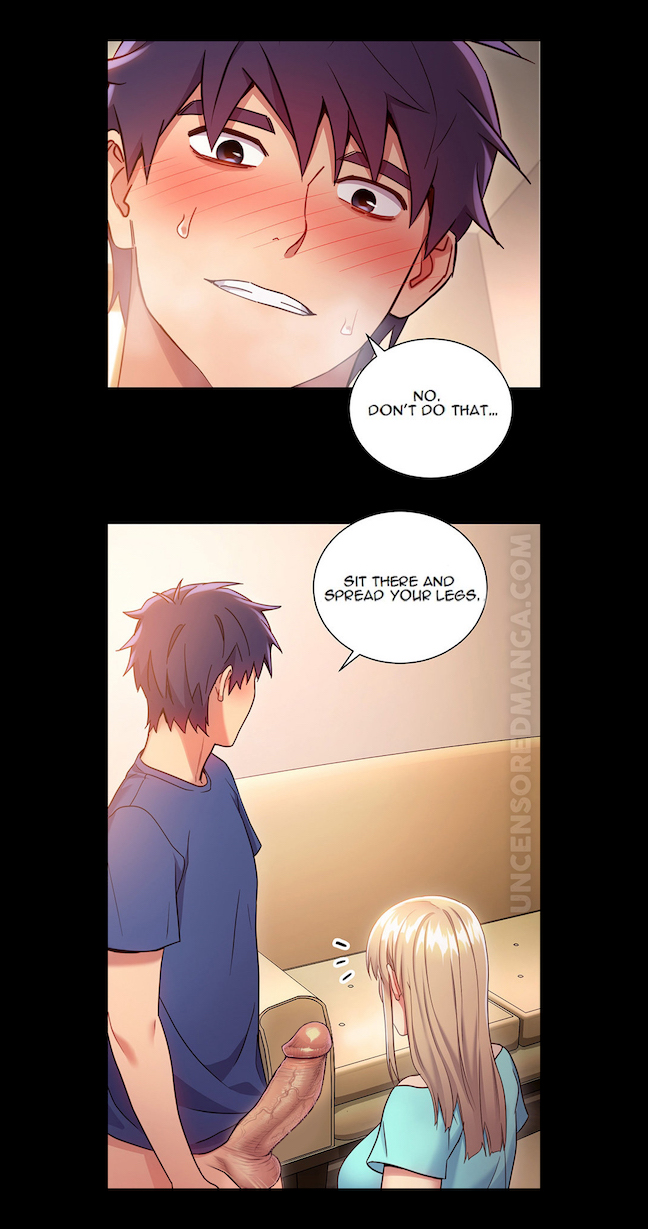 NO.
DON'T DO THAT...
SIT THERE AND
SPREAD YOUR LEGS.
UNCENSOREDMANGA.COM